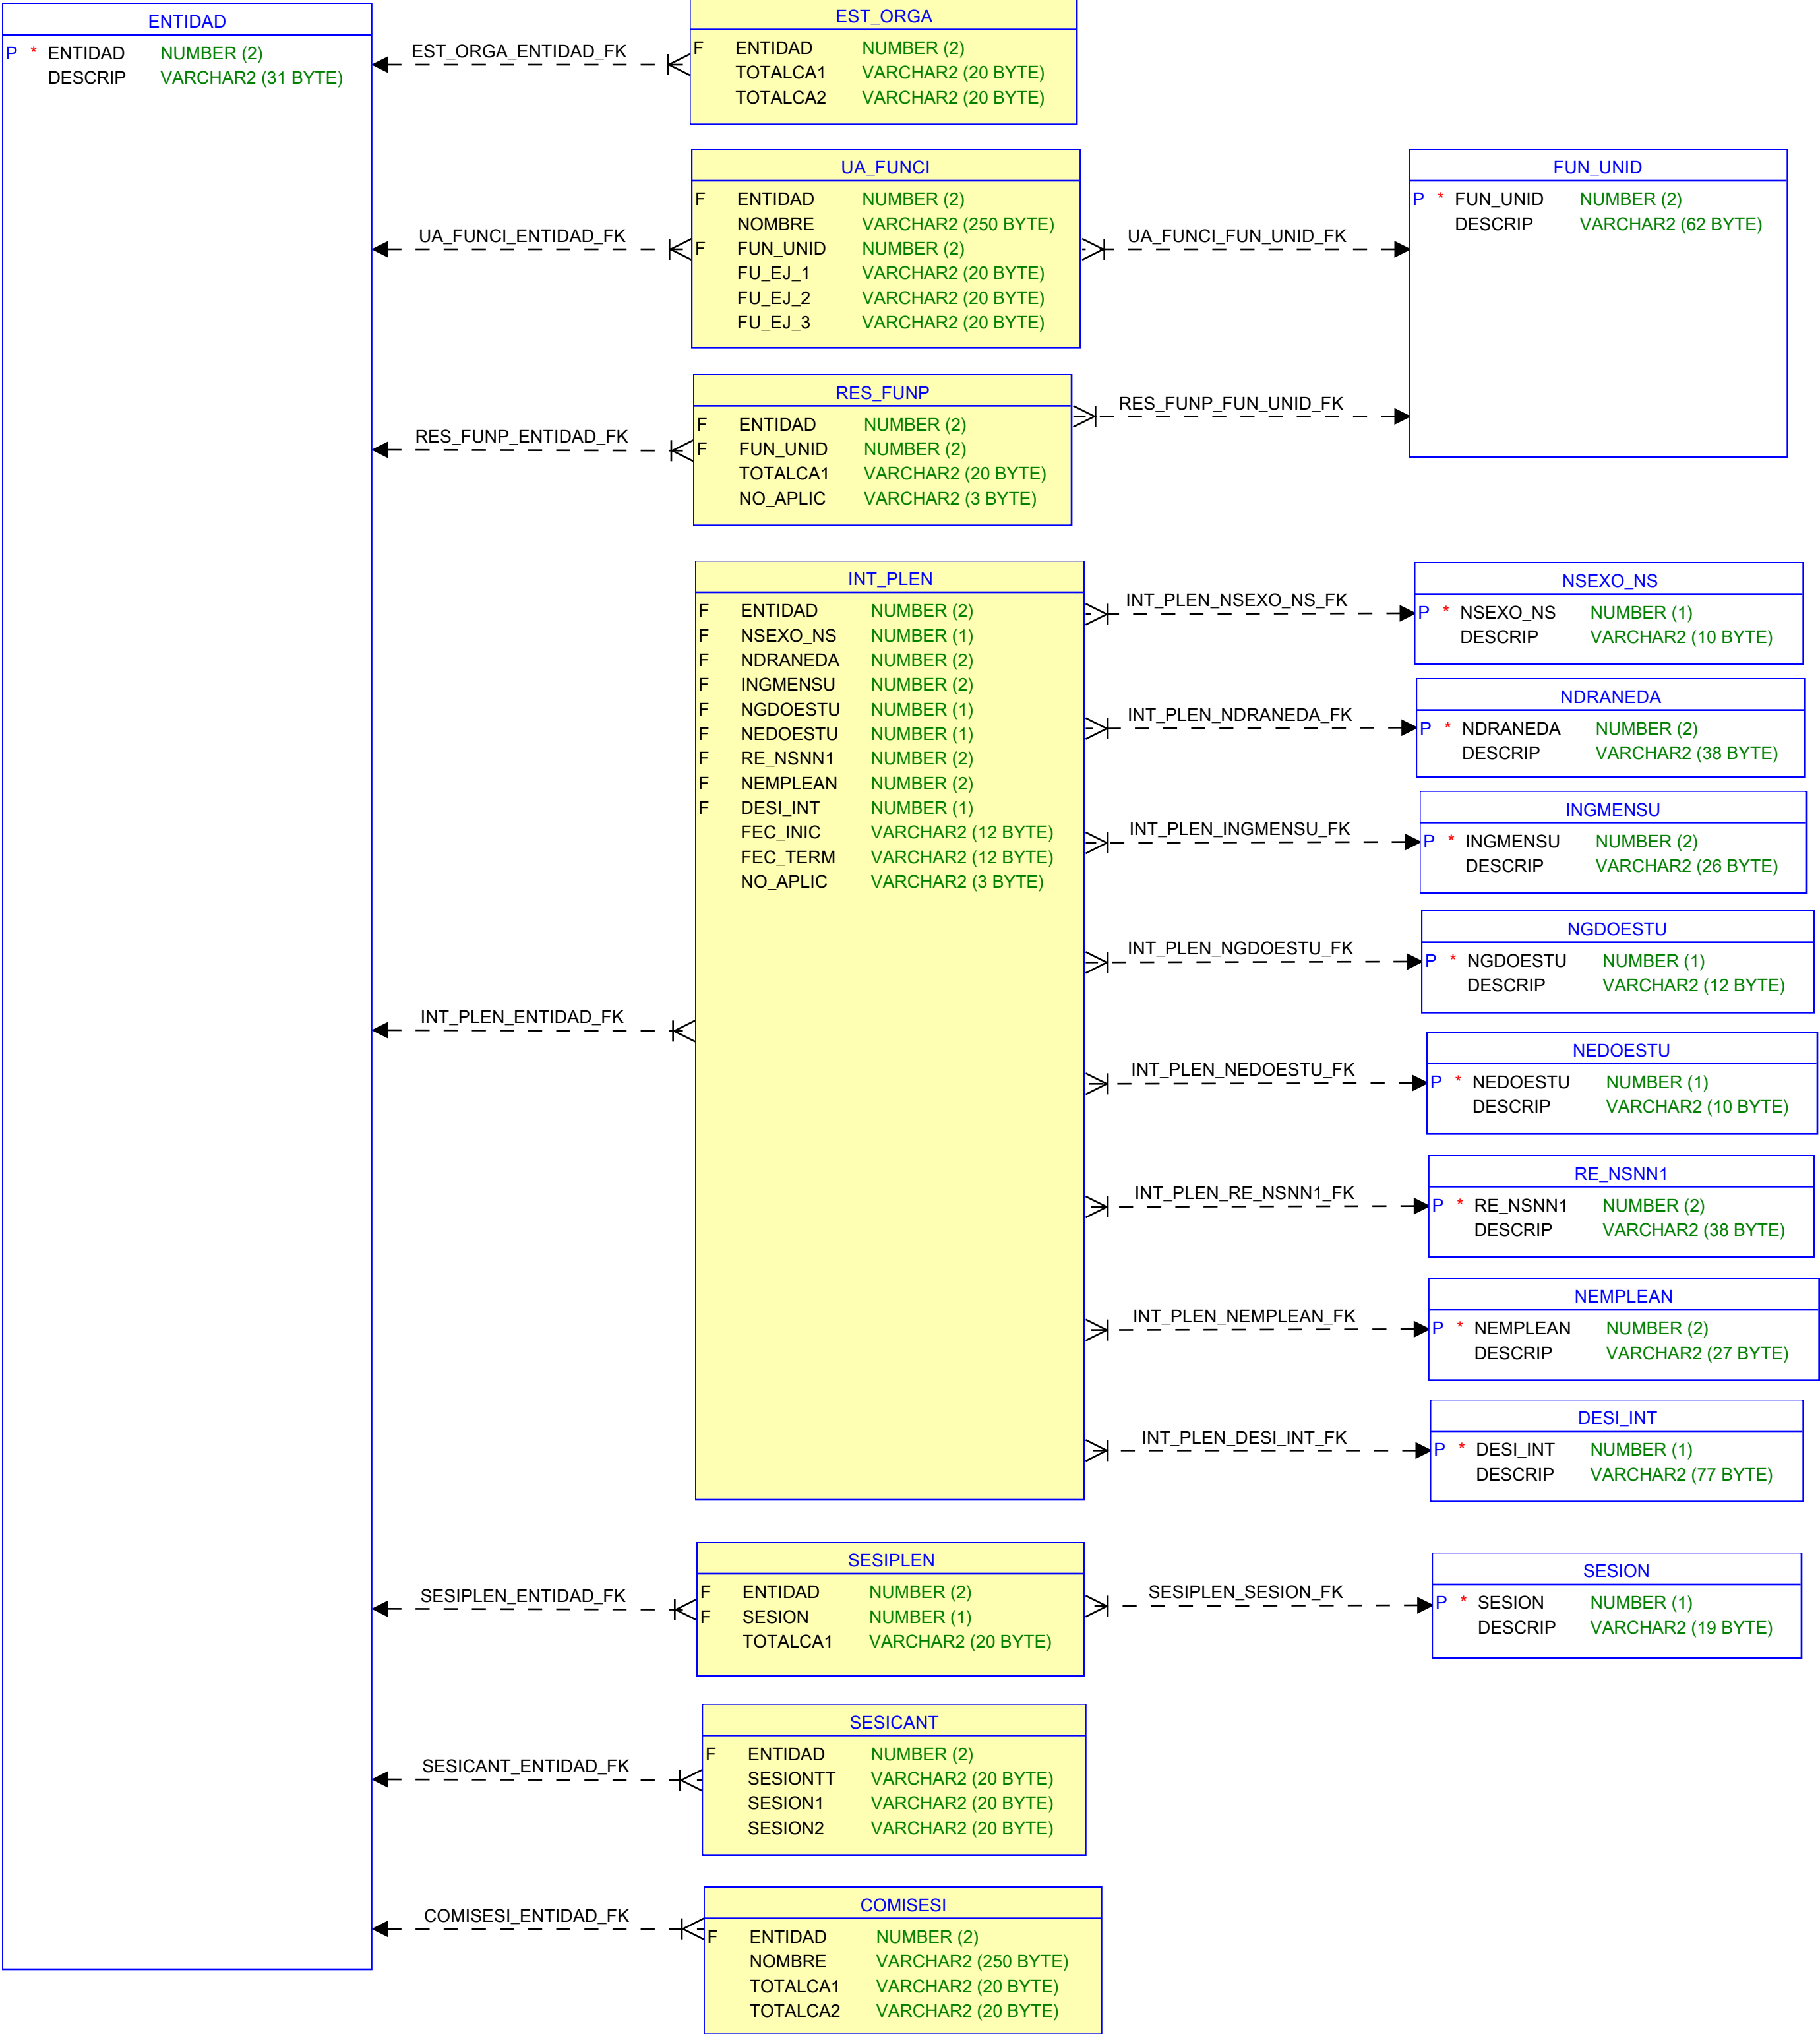 ENTIDAD
P * ENTIDAD NUMBER (2)
DESCRIP VARCHAR2 (31 BYTE)
EST_ORGA_ENTIDAD_FK
EST_ORGA
F ENTIDAD NUMBER (2)
TOTALCA1 VARCHAR2 (20 BYTE)
TOTALCA2 VARCHAR2 (20 BYTE)
UA_FUNCI_ENTIDAD_FK
UA_FUNCI
F ENTIDAD NUMBER (2)
NOMBRE VARCHAR2 (250 BYTE)
F FUN_UNID NUMBER (2)
FU_EJ_1 VARCHAR2 (20 BYTE)
FU_EJ_2 VARCHAR2 (20 BYTE)
FU_EJ_3 VARCHAR2 (20 BYTE)
UA_FUNCI_FUN_UNID_FK
FUN_UNID
P * FUN_UNID NUMBER (2)
DESCRIP VARCHAR2 (62 BYTE)
RES_FUNP_ENTIDAD_FK
RES_FUNP
F ENTIDAD NUMBER (2)
F FUN_UNID NUMBER (2)
TOTALCA1 VARCHAR2 (20 BYTE)
NO_APLIC VARCHAR2 (3 BYTE)
RES_FUNP_FUN_UNID_FK
INT_PLEN_ENTIDAD_FK
INT_PLEN
F ENTIDAD NUMBER (2)
F NSEXO_NS NUMBER (1)
F NDRANEDA NUMBER (2)
F INGMENSU NUMBER (2)
F NGDOESTU NUMBER (1)
F NEDOESTU NUMBER (1)
F RE_NSNN1 NUMBER (2)
F NEMPLEAN NUMBER (2)
F DESI_INT NUMBER (1)
FEC_INIC VARCHAR2 (12 BYTE)
FEC_TERM VARCHAR2 (12 BYTE)
NO_APLIC VARCHAR2 (3 BYTE)
INT_PLEN_NSEXO_NS_FK
NSEXO_NS
P * NSEXO_NS NUMBER (1)
DESCRIP VARCHAR2 (10 BYTE)
INT_PLEN_NDRANEDA_FK
NDRANEDA
P * NDRANEDA NUMBER (2)
DESCRIP VARCHAR2 (38 BYTE)
INT_PLEN_INGMENSU_FK
INGMENSU
P * INGMENSU NUMBER (2)
DESCRIP VARCHAR2 (26 BYTE)
INT_PLEN_NGDOESTU_FK
NGDOESTU
P * NGDOESTU NUMBER (1)
DESCRIP VARCHAR2 (12 BYTE)
INT_PLEN_NEDOESTU_FK
NEDOESTU
P * NEDOESTU NUMBER (1)
DESCRIP VARCHAR2 (10 BYTE)
INT_PLEN_RE_NSNN1_FK
RE_NSNN1
P * RE_NSNN1 NUMBER (2)
DESCRIP VARCHAR2 (38 BYTE)
INT_PLEN_NEMPLEAN_FK
NEMPLEAN
P * NEMPLEAN NUMBER (2)
DESCRIP VARCHAR2 (27 BYTE)
INT_PLEN_DESI_INT_FK
DESI_INT
P * DESI_INT NUMBER (1)
DESCRIP VARCHAR2 (77 BYTE)
SESIPLEN_ENTIDAD_FK
SESIPLEN
F ENTIDAD NUMBER (2)
F SESION NUMBER (1)
TOTALCA1 VARCHAR2 (20 BYTE)
SESIPLEN_SESION_FK
SESION
P * SESION NUMBER (1)
DESCRIP VARCHAR2 (19 BYTE)
SESICANT_ENTIDAD_FK
SESICANT
F ENTIDAD NUMBER (2)
SESIONTT VARCHAR2 (20 BYTE)
SESION1 VARCHAR2 (20 BYTE)
SESION2 VARCHAR2 (20 BYTE)
COMISESI_ENTIDAD_FK
COMISESI
F ENTIDAD NUMBER (2)
NOMBRE VARCHAR2 (250 BYTE)
TOTALCA1 VARCHAR2 (20 BYTE)
TOTALCA2 VARCHAR2 (20 BYTE)